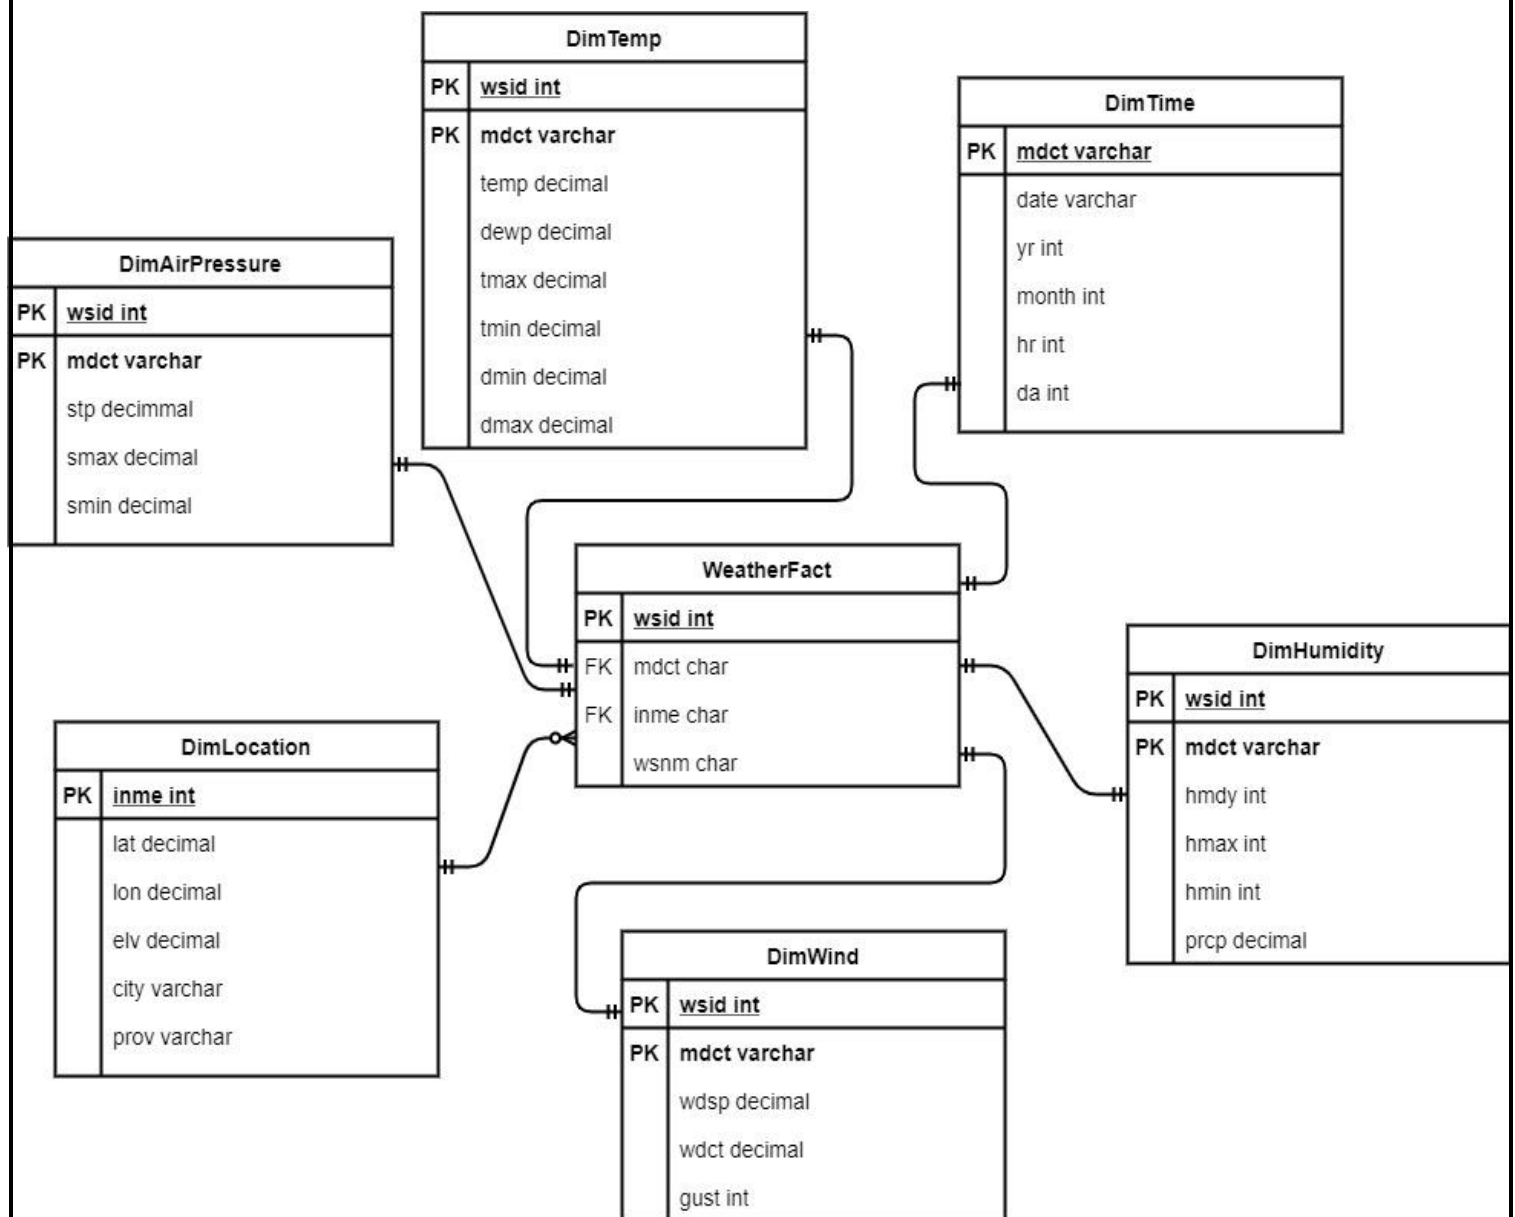 DimTemp
PK wsid int
PK mdct varchar
temp decimal
dewp decimal
tmax decimal
tmin decimal
dmin decimal
dmax decimal
DimTime
PK mdct varchar
date varchar
yr int
month int
hr int
da int
DimAirPressure
PK wsid int
PK mdct varchar
stp decimmal
smax decimal
smin decimal
WeatherFact
PK wsid int
FK mdct char
FK inme char
wsnm char
DimHumidity
PK wsid int
PK mdct varchar
hmdy int
hmax int
hmin int
prcp decimal
DimLocation
PK inme int
lat decimal
lon decimal
elv decimal
city varchar
prov varchar
DimWind
PK wsid int
PK mdct varchar
wdsp decimal
wdct decimal
gust int